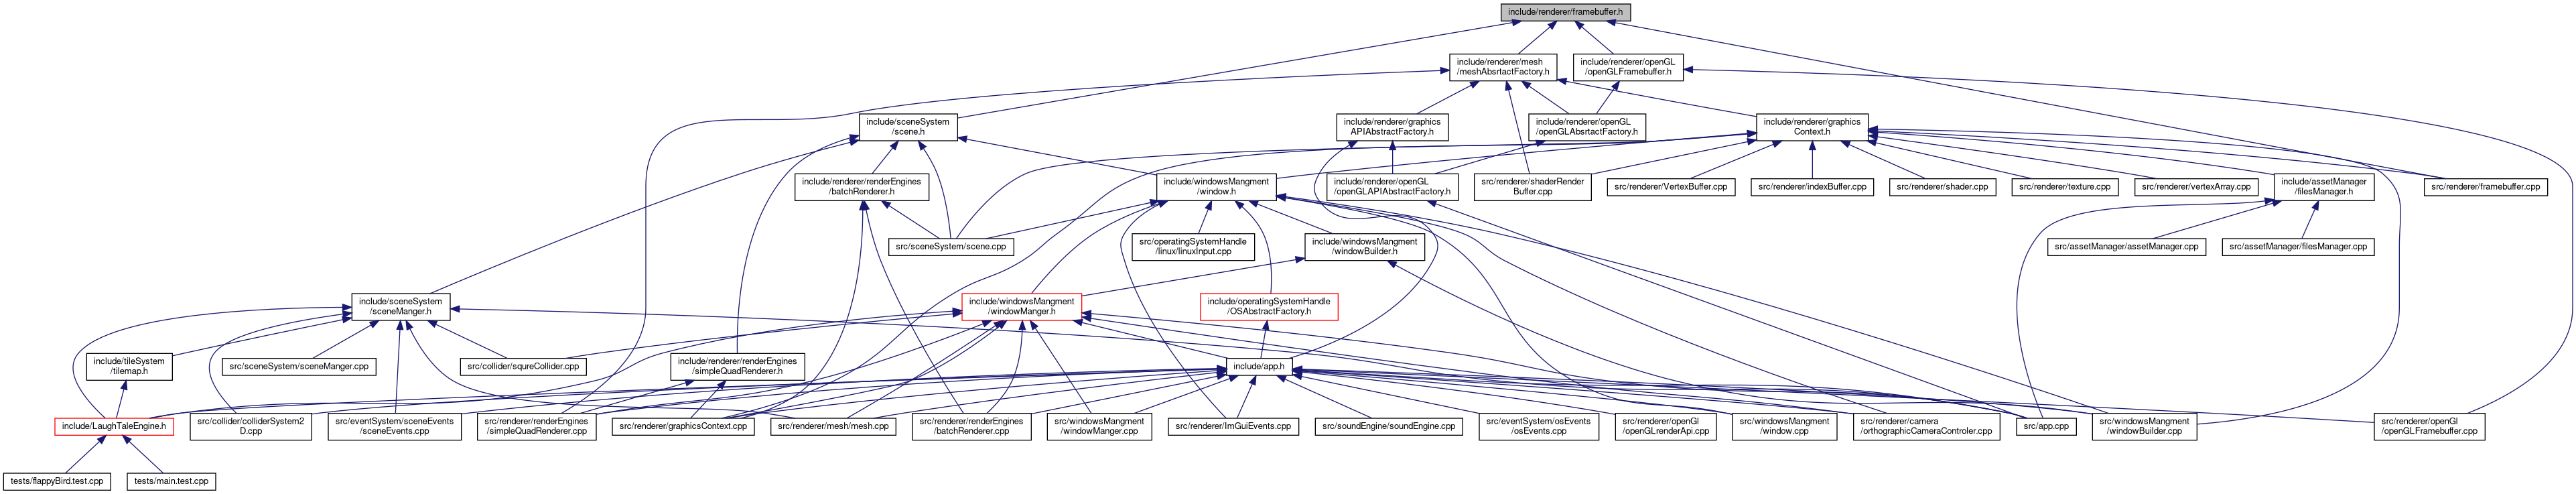 include/renderer/framebuffer.h
include/renderer/mesh
/meshAbsrtactFactory.h
include/renderer/openGL
/openGLFramebuffer.h
include/sceneSystem
/scene.h
include/renderer/graphics
APIAbstractFactory.h
include/renderer/openGL
/openGLAbsrtactFactory.h
include/renderer/graphics
Context.h
include/renderer/renderEngines
/batchRenderer.h
include/windowsMangment
/window.h
include/renderer/openGL
/openGLAPIAbstractFactory.h
src/renderer/shaderRender
Buffer.cpp
src/renderer/VertexBuffer.cpp
src/renderer/indexBuffer.cpp
src/renderer/shader.cpp
src/renderer/texture.cpp
src/renderer/vertexArray.cpp
include/assetManager
/filesManager.h
src/renderer/framebuffer.cpp
src/sceneSystem/scene.cpp
src/operatingSystemHandle
/linux/linuxInput.cpp
include/windowsMangment
/windowBuilder.h
src/assetManager/assetManager.cpp
src/assetManager/filesManager.cpp
include/sceneSystem
/sceneManger.h
include/windowsMangment
/windowManger.h
include/operatingSystemHandle
/OSAbstractFactory.h
include/tileSystem
/tilemap.h
src/sceneSystem/sceneManger.cpp
src/collider/squreCollider.cpp
include/renderer/renderEngines
/simpleQuadRenderer.h
include/app.h
include/LaughTaleEngine.h
src/collider/colliderSystem2
D.cpp
src/eventSystem/sceneEvents
/sceneEvents.cpp
src/renderer/renderEngines
/simpleQuadRenderer.cpp
src/renderer/graphicsContext.cpp
src/renderer/mesh/mesh.cpp
src/renderer/renderEngines
/batchRenderer.cpp
src/windowsMangment
/windowManger.cpp
src/renderer/ImGuiEvents.cpp
src/soundEngine/soundEngine.cpp
src/eventSystem/osEvents
/osEvents.cpp
src/renderer/openGl
/openGLrenderApi.cpp
src/windowsMangment
/window.cpp
src/renderer/camera
/orthographicCameraControler.cpp
src/app.cpp
src/windowsMangment
/windowBuilder.cpp
src/renderer/openGl
/openGLFramebuffer.cpp
tests/flappyBird.test.cpp
tests/main.test.cpp